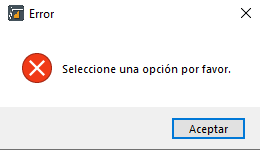 Error
Seleccione una opción por favor.
Aceptar